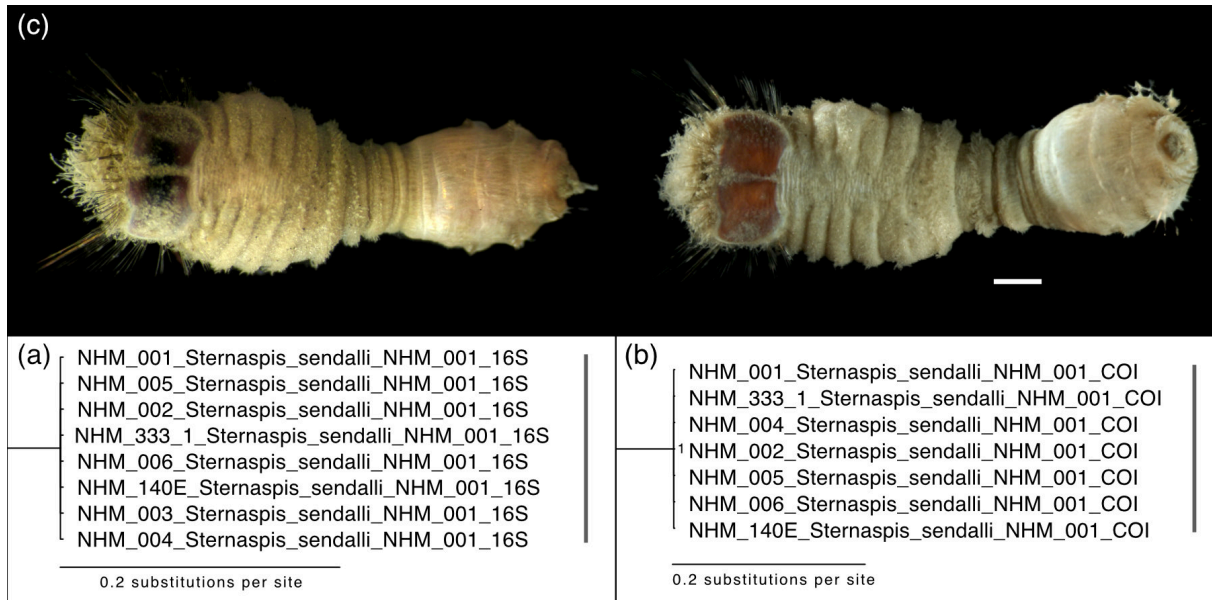 (c)
(a)
NHM_001_Sternaspis_sendalli_NHM_001_16S
NHM_005_Sternaspis_sendalli_NHM_001_16S
NHM_002_Sternaspis_sendalli_NHM_001_16S
NHM_333_1_Sternaspis_sendalli_NHM_001_16S
NHM_006_Sternaspis_sendalli_NHM_001_16S
NHM_140E_Sternaspis_sendalli_NHM_001_16S
NHM_003_Sternaspis_sendalli_NHM_001_16S
NHM_004_Sternaspis_sendalli_NHM_001_16S
0.2 substitutions per site
(b)
NHM_001_Sternaspis_sendalli_NHM_001_COI
NHM_333_1_Sternaspis_sendalli_NHM_001_COI
NHM_004_Sternaspis_sendalli_NHM_001_COI
1 NHM_002_Sternaspis_sendalli_NHM_001_COI
NHM_005_Sternaspis_sendalli_NHM_001_COI
NHM_006_Sternaspis_sendalli_NHM_001_COI
NHM_140E_Sternaspis_sendalli_NHM_001_COI
0.2 substitutions per site